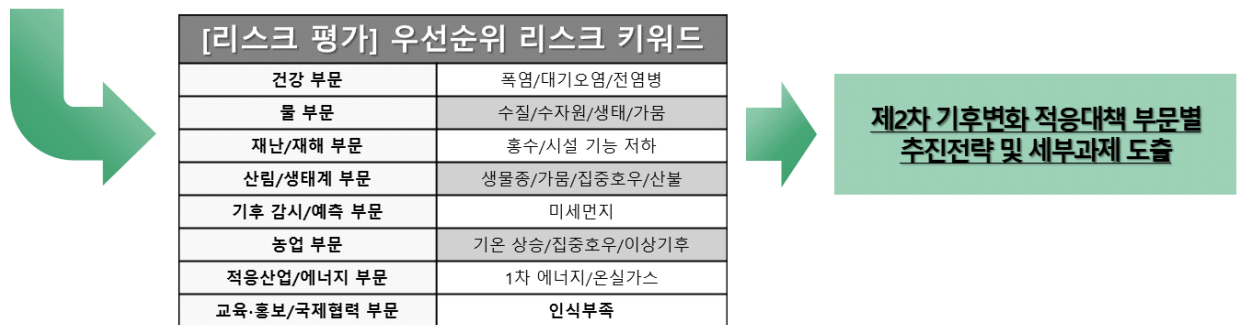 [리스크 평가] 우선순위 리스크 키워드
건강 부문 폭염/대기오염/전염병
물 부문 수질/수자원/생태/가뭄
재난/재해 부문 홍수/시설 기능 저하
산림/생태계 부문 생물종/가뭄/집중호우/산불
기후 감시/예측 부문 미세먼지
농업 부문 기온 상승/집중호우/이상기후
적응산업/에너지 부문 1차 에너지/온실가스
교육·홍보/국제협력 부문 인식부족
제2차 기후변화 적응대책 부문별
추진전략 및 세부과제 도출